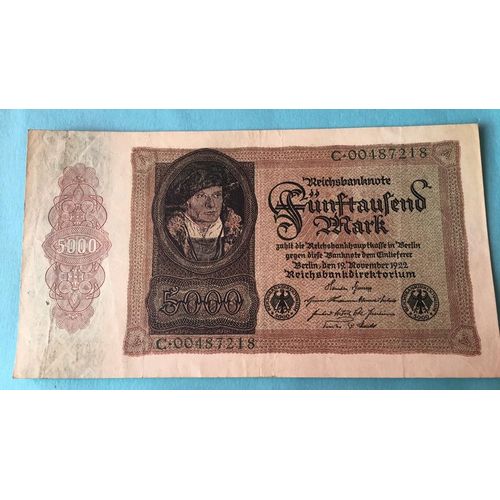 C·00487218
Reichsbanknote
Fünftausend
Mark
zahlt die Reichsbankhauptkasse in Berlin
gegen diese Banknote dem Einlieferer
Berlin, den 19. November 1922
Reichsbankdirektorium
5000
5000
C·00487218